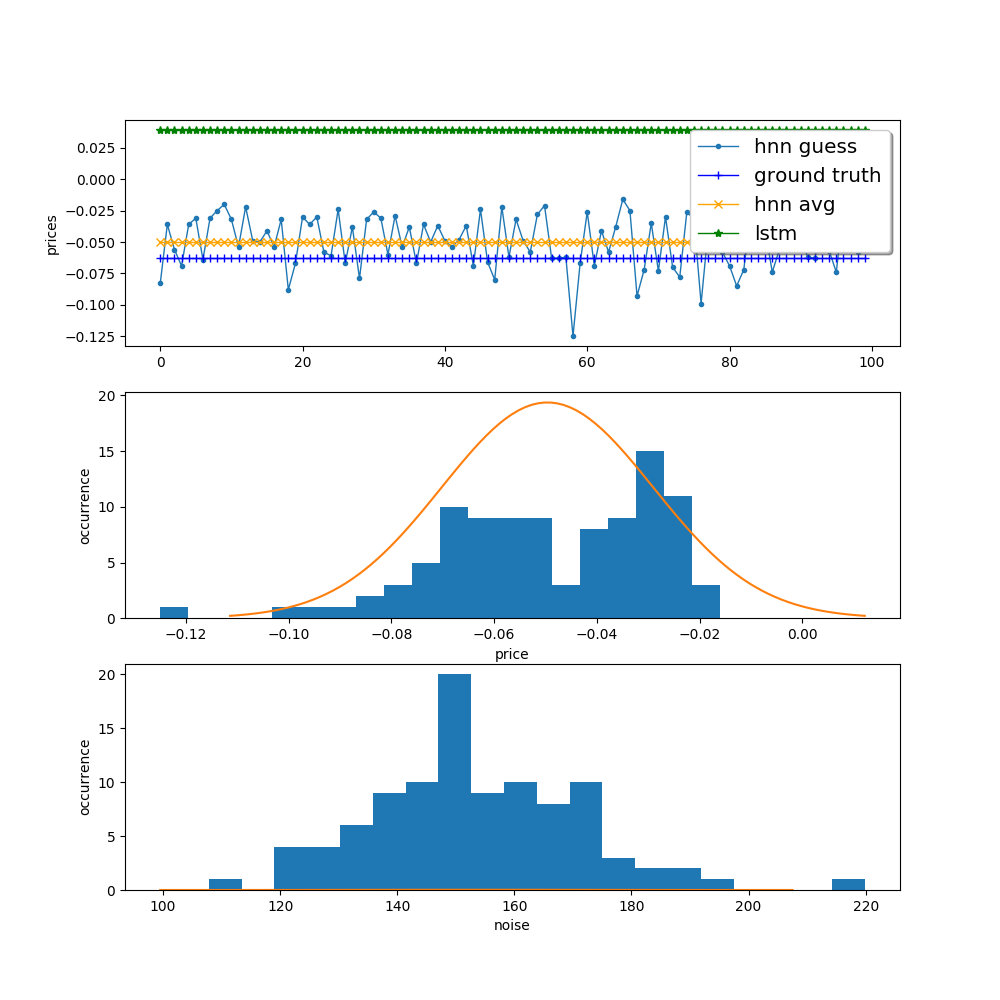 0.025
0.000
−0.025
−0.050
−0.075
−0.100
−0.125
prices
hnn guess
ground truth
hnn avg
lstm
0 20 40 60 80 100
20
15
10
5
0
occurrence
−0.12 −0.10 −0.08 −0.06 −0.04 −0.02 0.00
price
20
15
10
5
0
occurrence
100 120 140 160 180 200 220
noise